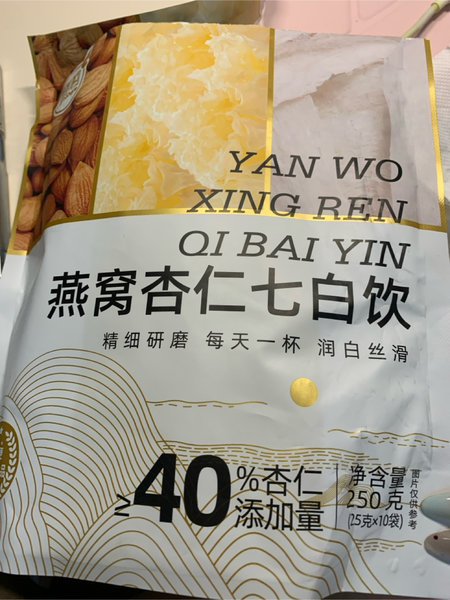 YAN WO
XING REN
QI BAI YIN
燕窝杏仁七白饮
精细研磨 每天一杯 润白丝滑
≥40%杏仁添加量
净含量
250克
(25克×10袋)
图片仅供参考